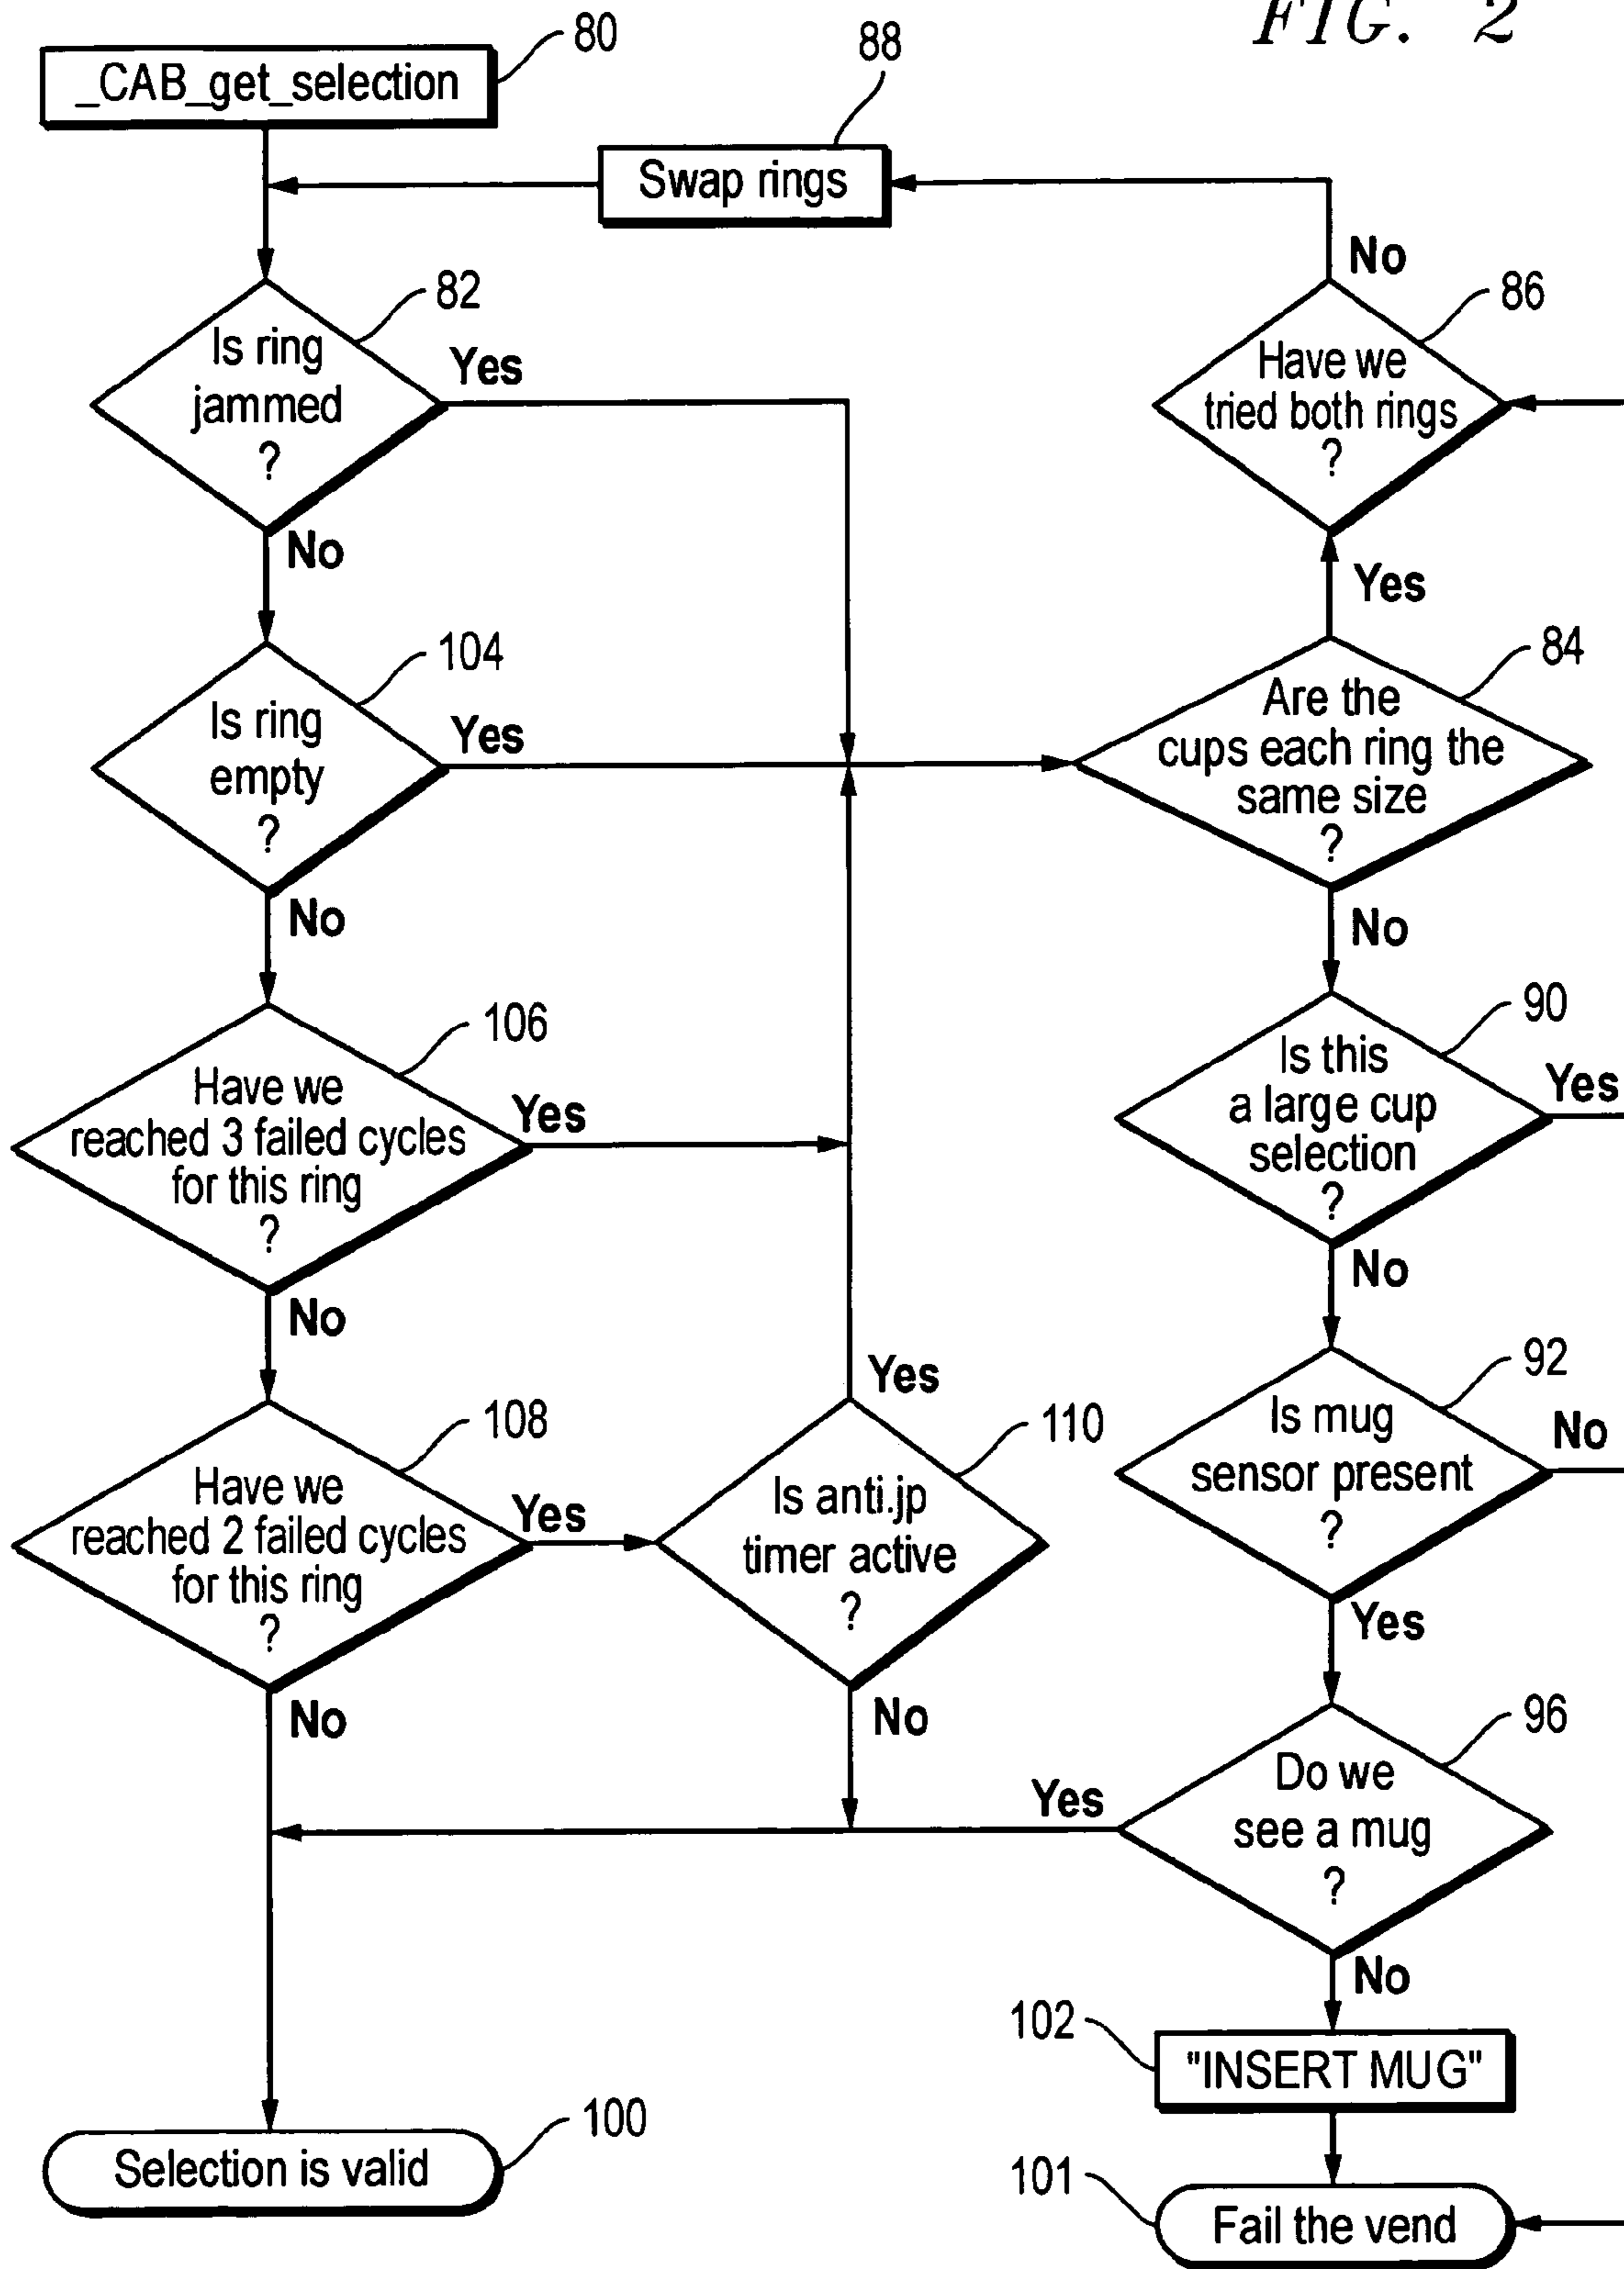 FIG. 2
80
_CAB_get_selection
88
Swap rings
No
82
Is ring
jammed
?
Yes
No
86
Have we
tried both rings
?
Yes
104
Is ring
empty
?
Yes
No
84
Are the
cups each ring the
same size
?
No
106
Have we
reached 3 failed cycles
for this ring
?
Yes
No
90
Is this
a large cup
selection
?
Yes
No
108
Have we
reached 2 failed cycles
for this ring
?
Yes
No
Yes
110
Is anti.jp
timer active
?
No
92
Is mug
sensor present
?
No
Yes
96
Do we
see a mug
?
Yes
No
102
"INSERT MUG"
100
Selection is valid
101
Fail the vend